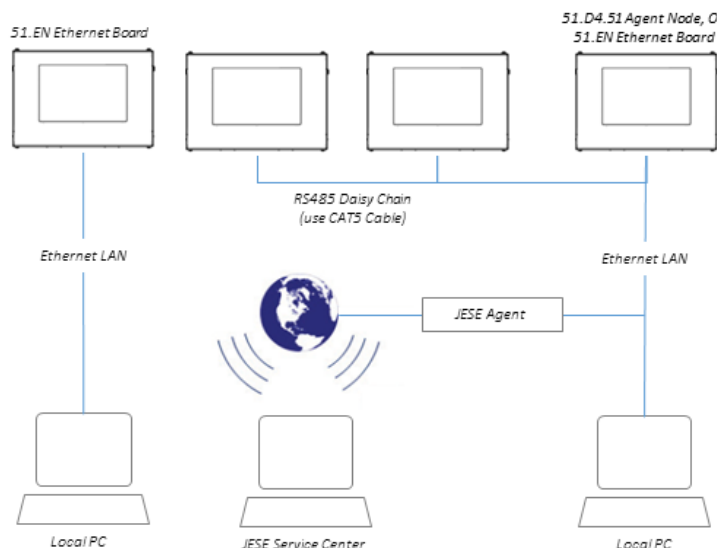 51.EN Ethernet Board
51.D4.51 Agent Node, O
51.EN Ethernet Board
RS485 Daisy Chain
(use CAT5 Cable)
Ethernet LAN
Ethernet LAN
JESE Agent
Local PC
JESE Service Center
Local PC